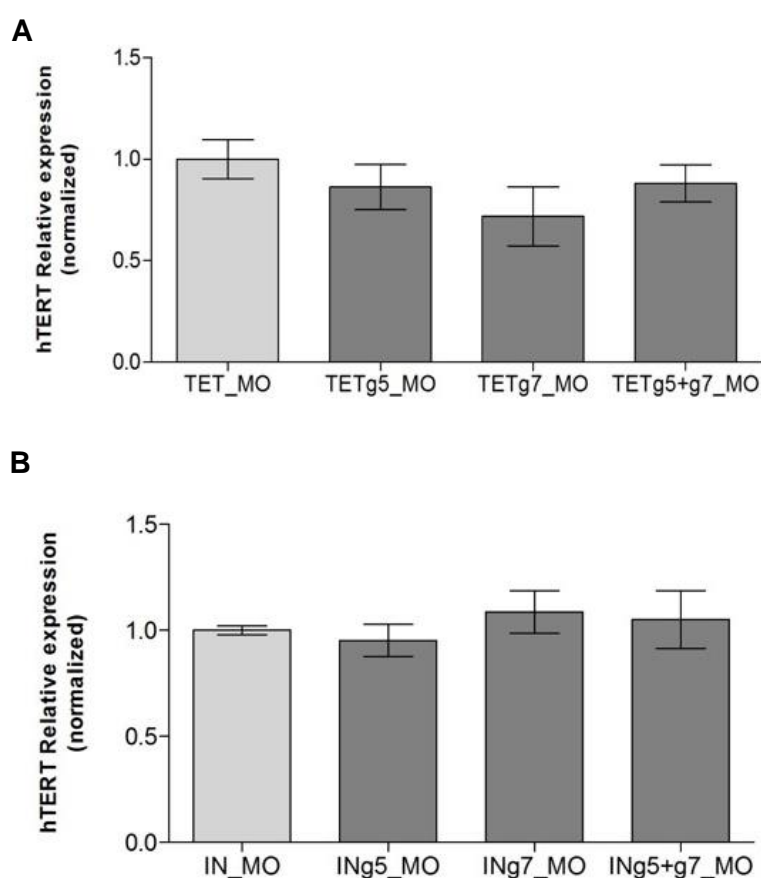 A
hTERT Relative expression
(normalized)
1.5
1.0
0.5
0.0
TET_MO TETg5_MO TETg7_MO TETg5+g7_MO
B
hTERT Relative expression
(normalized)
1.5
1.0
0.5
0.0
IN_MO INg5_MO INg7_MO INg5+g7_MO